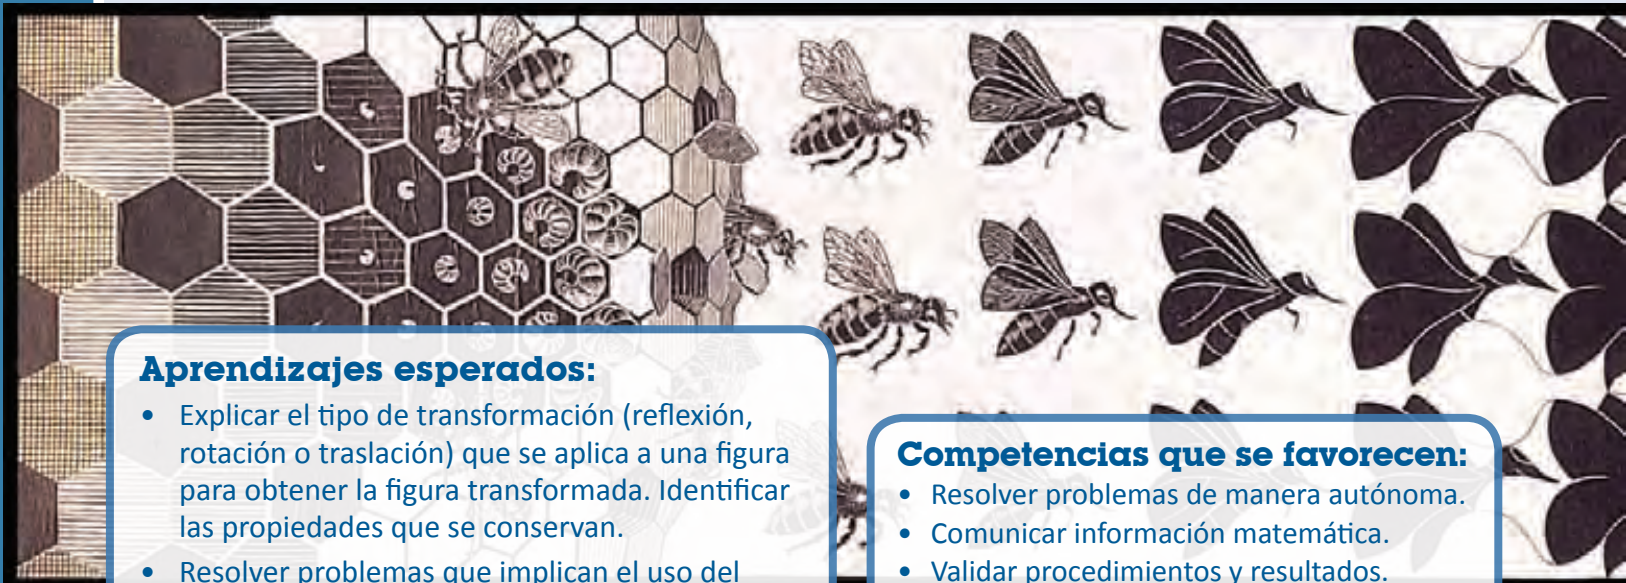 Aprendizajes esperados:
• Explicar el tipo de transformación (reflexión,
rotación o traslación) que se aplica a una figura
para obtener la figura transformada. Identificar
las propiedades que se conservan.
• Resolver problemas que implican el uso del
Competencias que se favorecen:
• Resolver problemas de manera autónoma.
• Comunicar información matemática.
• Validar procedimientos y resultados.